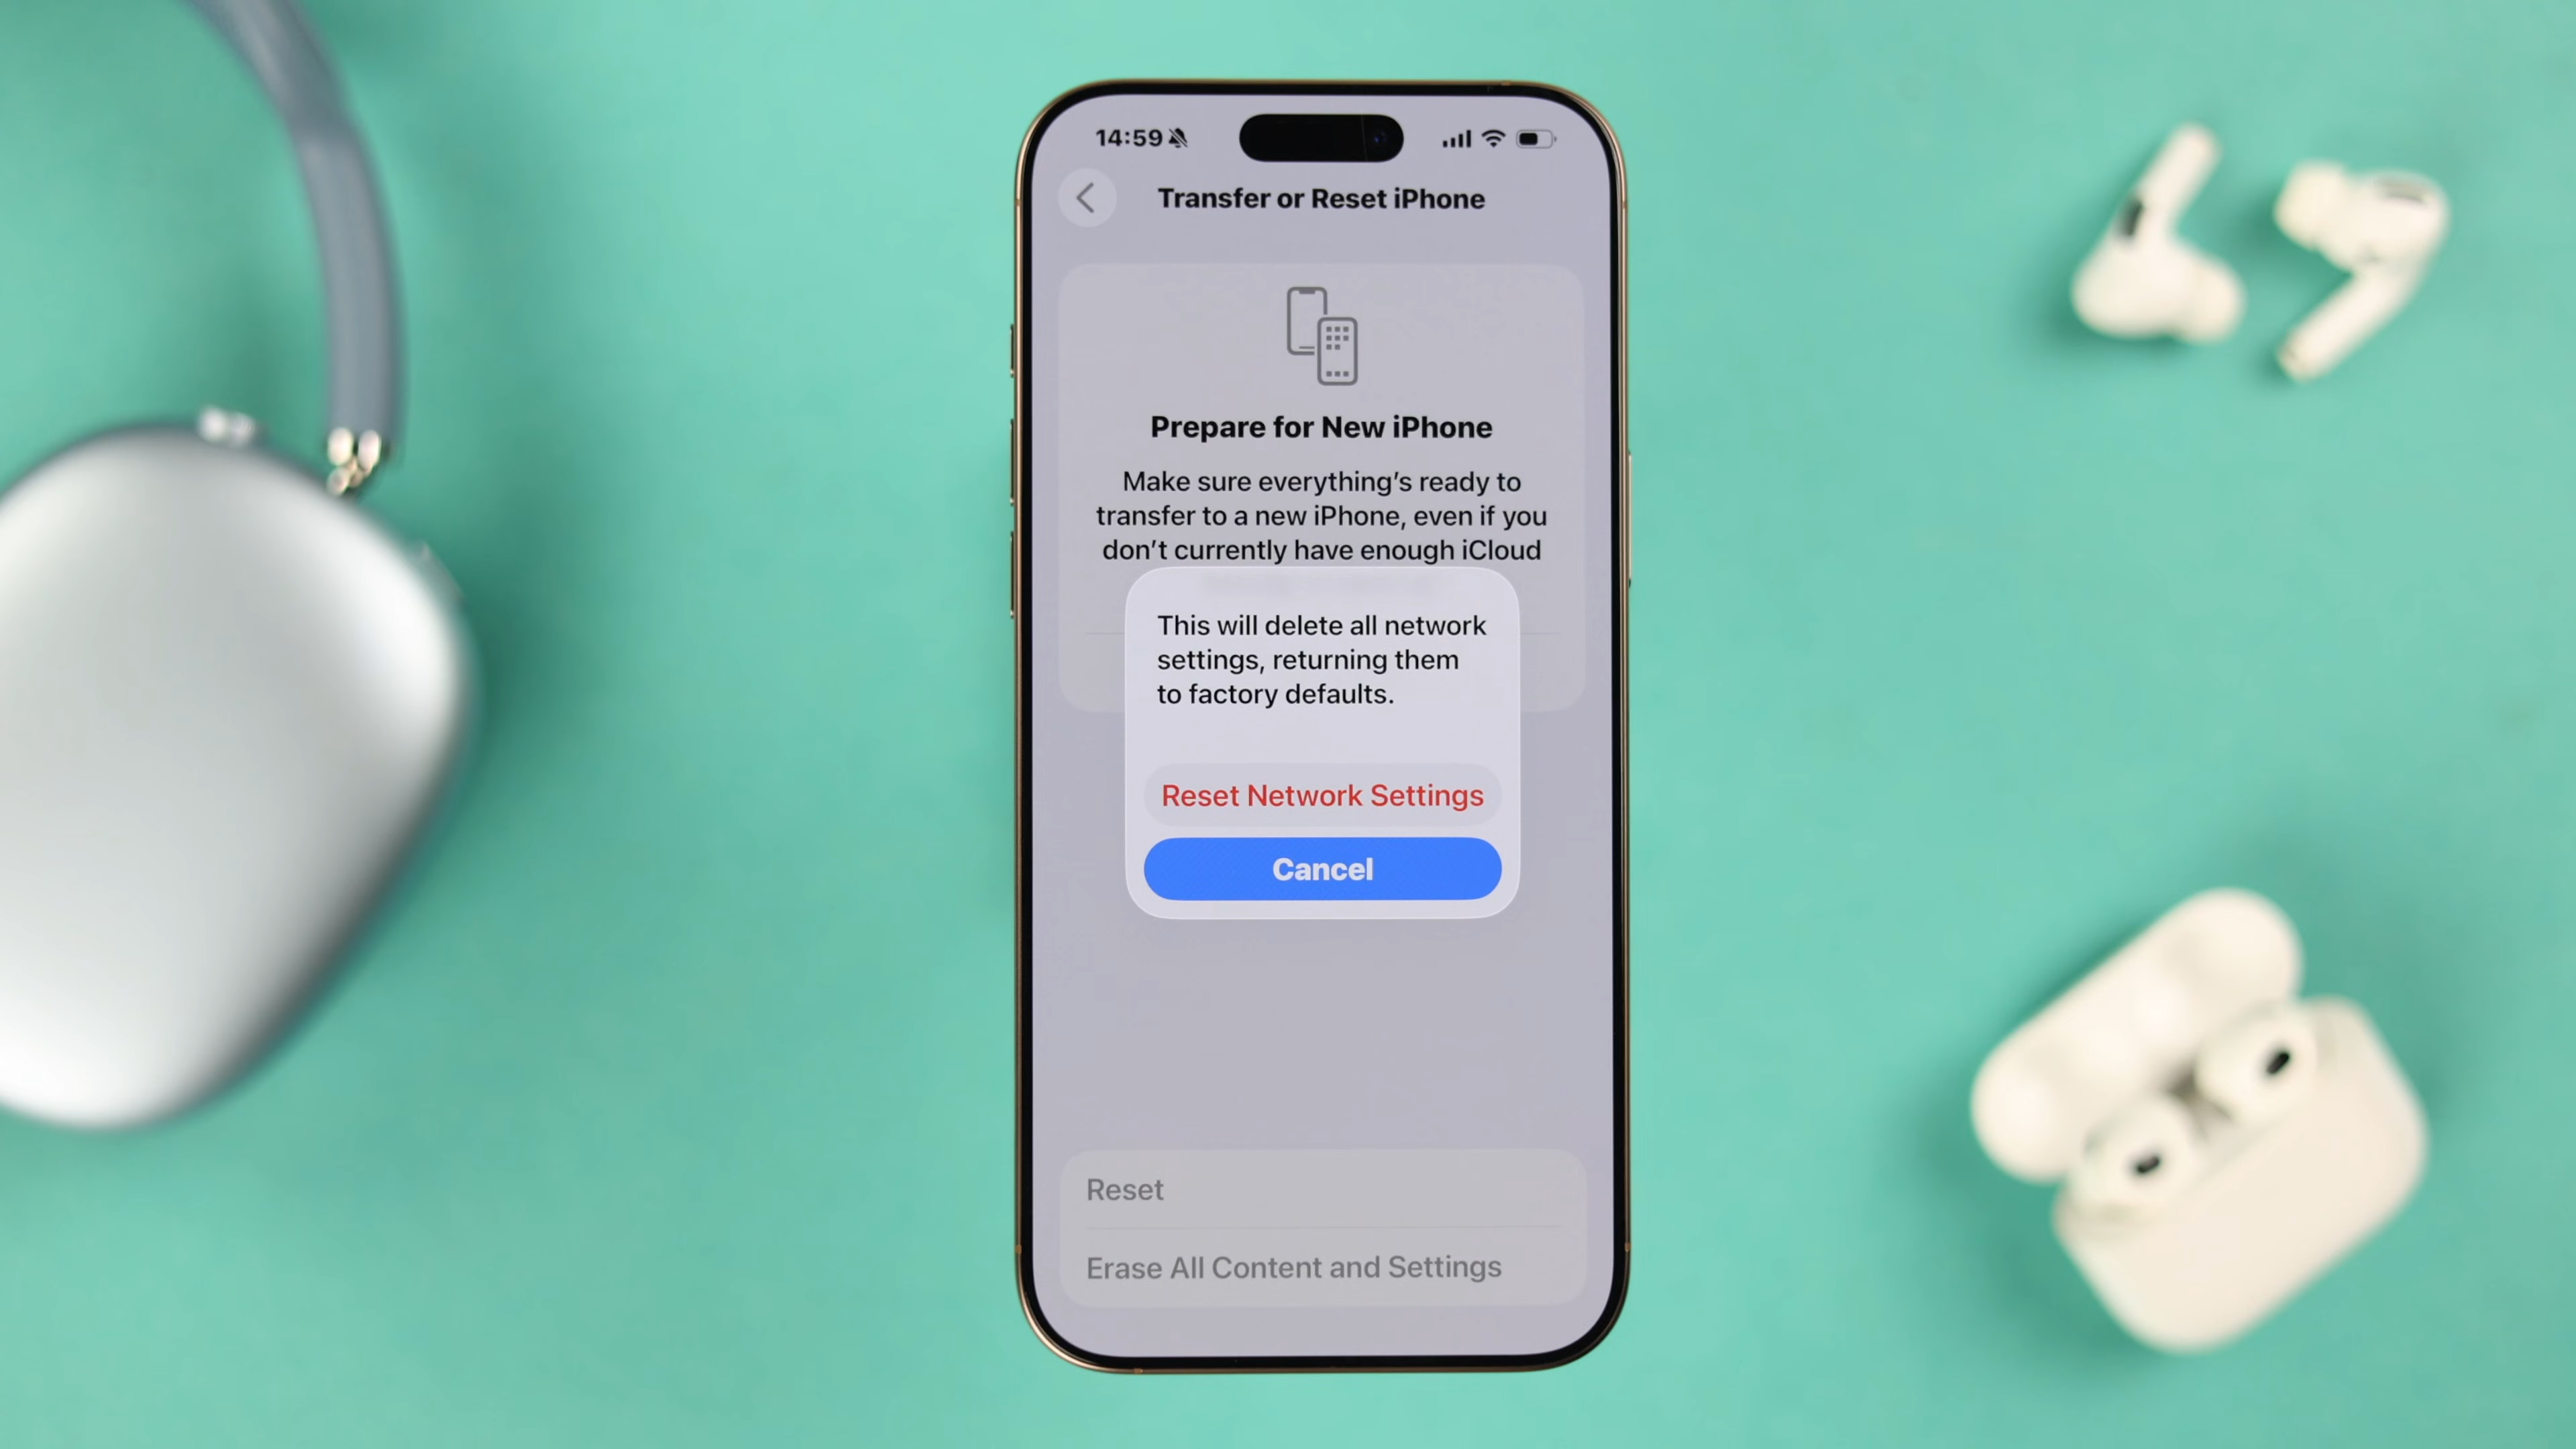 14:59
Transfer or Reset iPhone
Prepare for New iPhone
Make sure everything's ready to
transfer to a new iPhone, even if you
don't currently have enough iCloud
This will delete all network
settings, returning them
to factory defaults.
Reset Network Settings
Cancel
Reset
Erase All Content and Settings